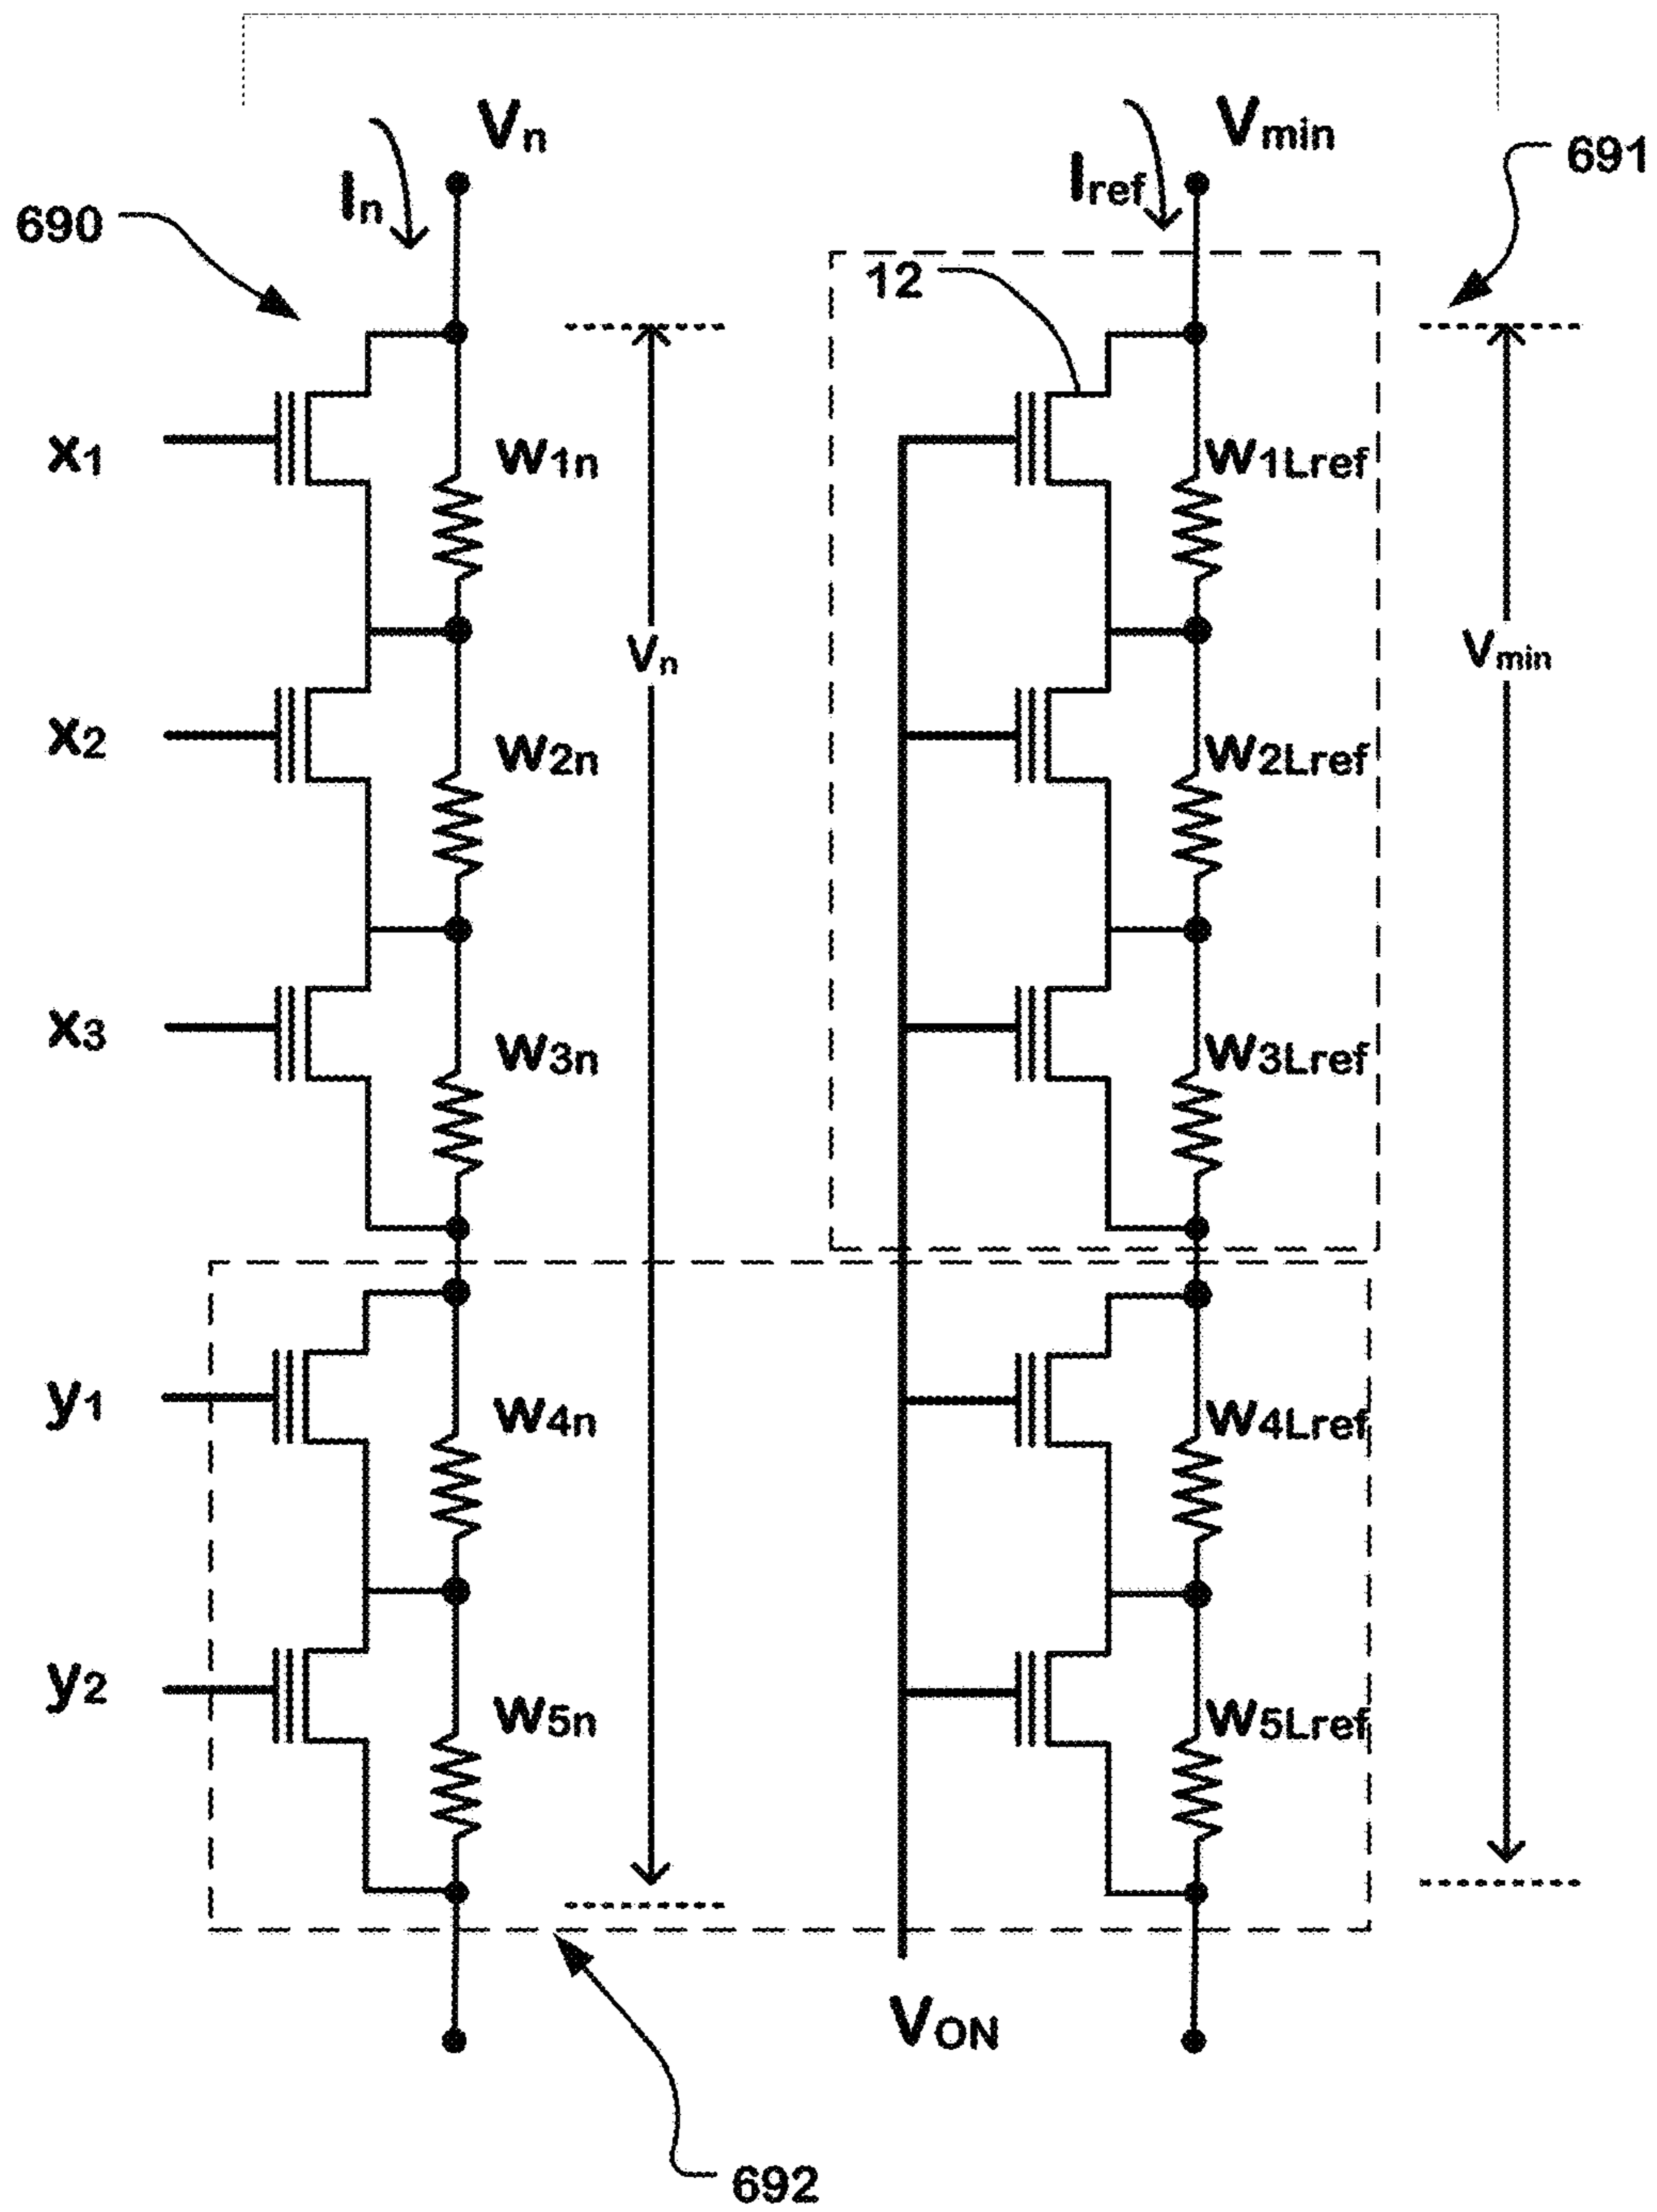 Vn
Vmin
In
Iref
690
691
12
x1
w1n
w1Lref
Vn
Vmin
x2
w2n
w2Lref
x3
w3n
w3Lref
y1
w4n
w4Lref
y2
w5n
w5Lref
VON
692